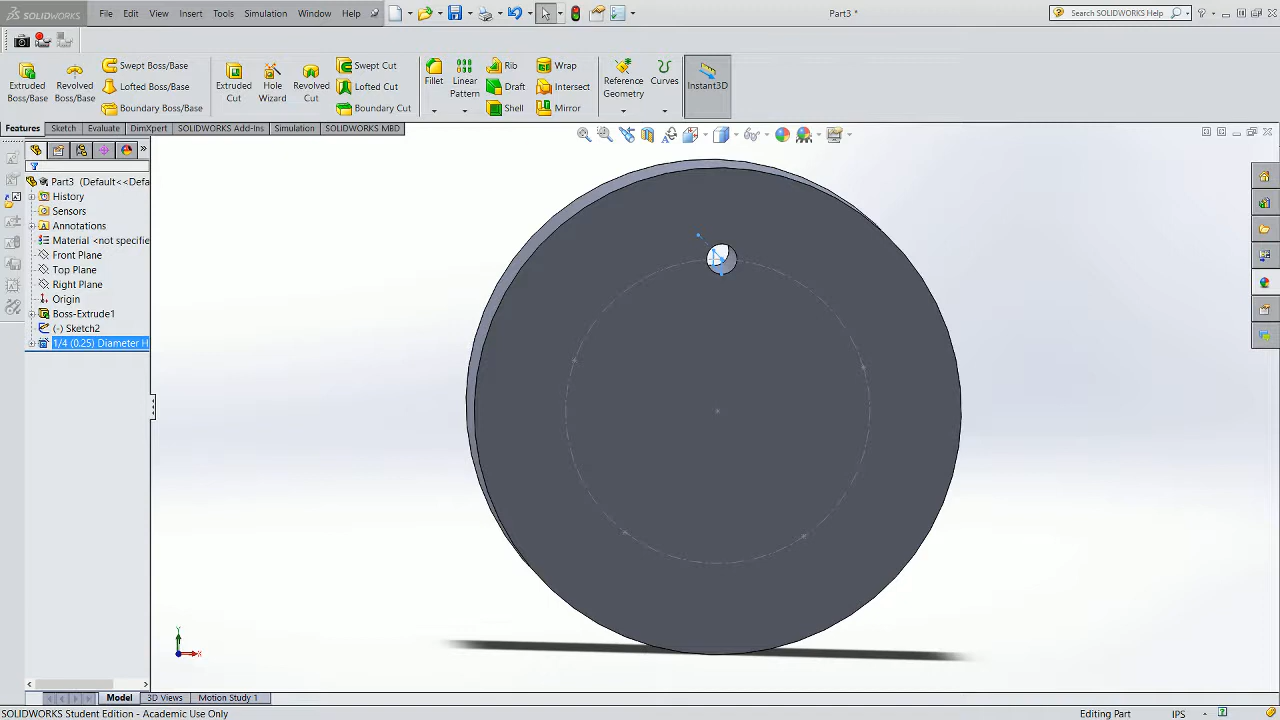 SOLIDWORKS File Edit View Insert Tools Simulation Window Help Part3 * Search SOLIDWORKS Help
Extruded Boss/Base
Revolved Boss/Base
Swept Boss/Base
Lofted Boss/Base
Boundary Boss/Base
Extruded Cut
Hole Wizard
Revolved Cut
Swept Cut
Lofted Cut
Boundary Cut
Fillet
Linear Pattern
Rib
Draft
Shell
Wrap
Intersect
Mirror
Reference Geometry
Curves
Instant3D
Features Sketch Evaluate DimXpert SOLIDWORKS Add-Ins Simulation SOLIDWORKS MBD
Part3 (Default<<Defa
History
Sensors
Annotations
Material <not specifie
Front Plane
Top Plane
Right Plane
Origin
Boss-Extrude1
(-) Sketch2
1/4 (0.25) Diameter H
Y
X
Model 3D Views Motion Study 1
SOLIDWORKS Student Edition - Academic Use Only Editing Part IPS